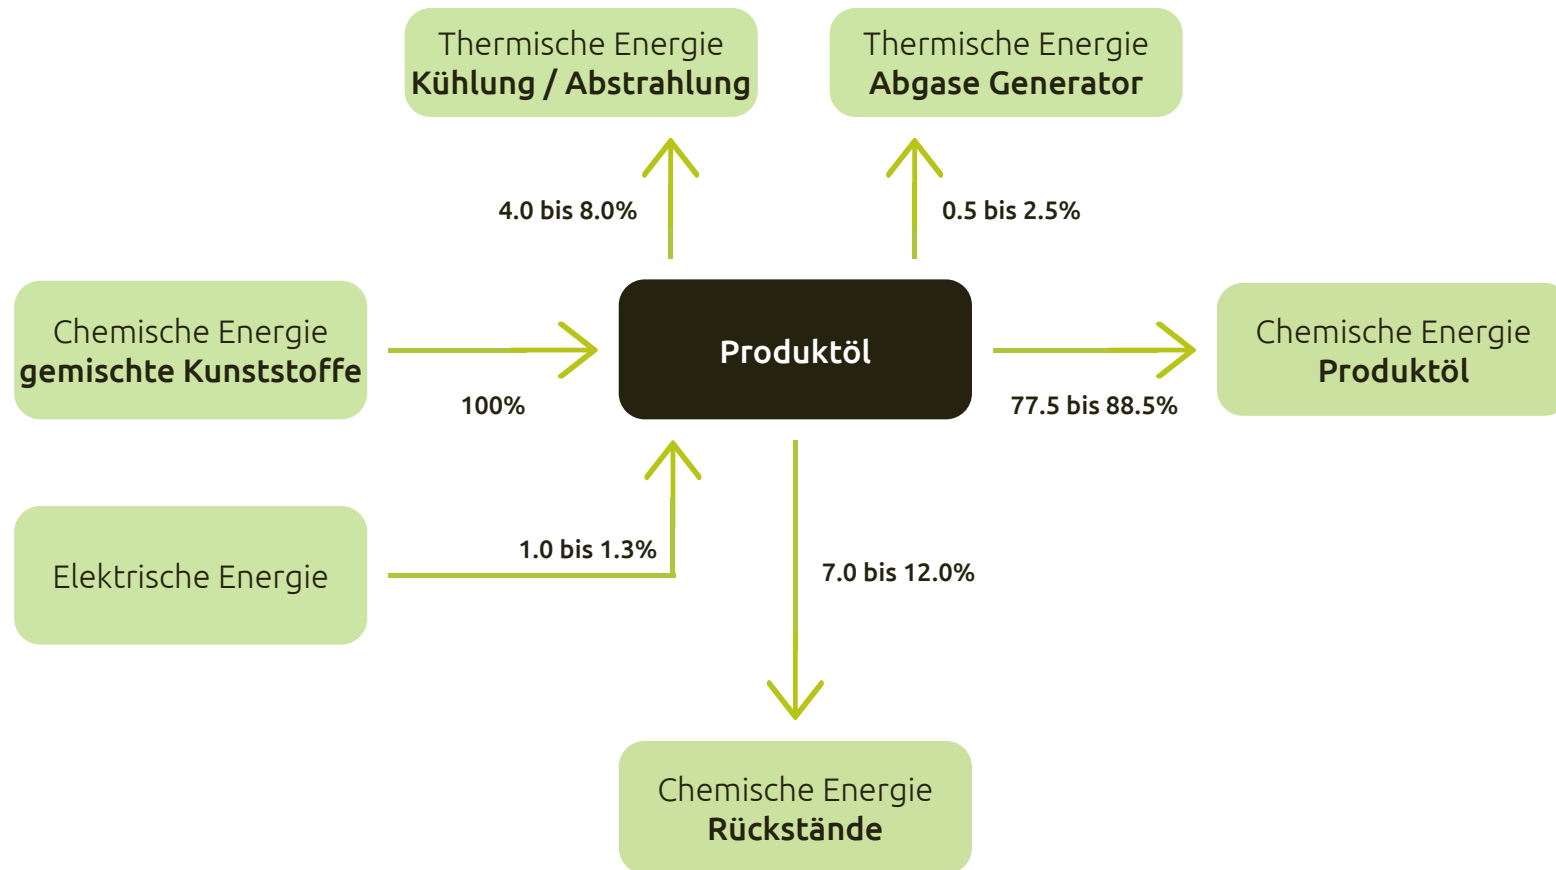 Thermische Energie
Kühlung / Abstrahlung
Thermische Energie
Abgase Generator
4.0 bis 8.0%
0.5 bis 2.5%
Chemische Energie
gemischte Kunststoffe
100%
Produktöl
77.5 bis 88.5%
Chemische Energie
Produktöl
Elektrische Energie
1.0 bis 1.3%
7.0 bis 12.0%
Chemische Energie
Rückstände